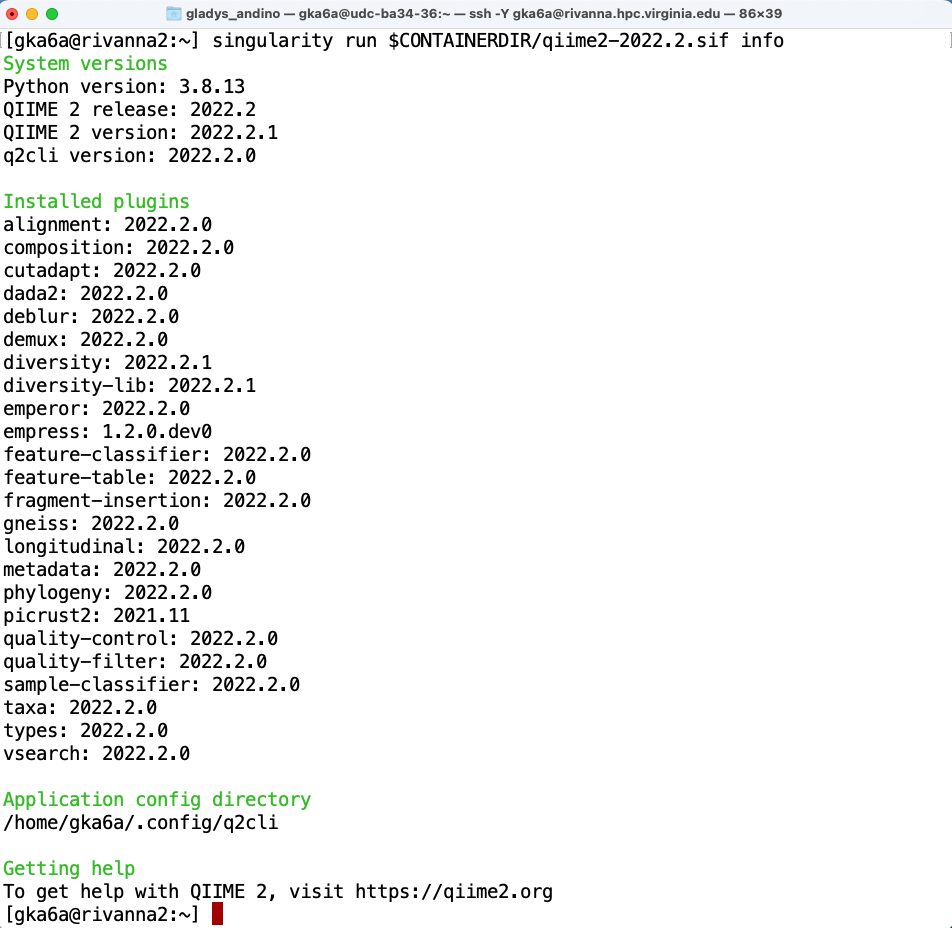 gladys_andino — gka6a@udc-ba34-36:~ — ssh -Y gka6a@rivanna.hpc.virginia.edu — 86×39
[gka6a@rivanna2:~] singularity run $CONTAINERDIR/qiime2-2022.2.sif info
System versions
Python version: 3.8.13
QIIME 2 release: 2022.2
QIIME 2 version: 2022.2.1
q2cli version: 2022.2.0
Installed plugins
alignment: 2022.2.0
composition: 2022.2.0
cutadapt: 2022.2.0
dada2: 2022.2.0
deblur: 2022.2.0
demux: 2022.2.0
diversity: 2022.2.1
diversity-lib: 2022.2.1
emperor: 2022.2.0
empress: 1.2.0.dev0
feature-classifier: 2022.2.0
feature-table: 2022.2.0
fragment-insertion: 2022.2.0
gneiss: 2022.2.0
longitudinal: 2022.2.0
metadata: 2022.2.0
phylogeny: 2022.2.0
picrust2: 2021.11
quality-control: 2022.2.0
quality-filter: 2022.2.0
sample-classifier: 2022.2.0
taxa: 2022.2.0
types: 2022.2.0
vsearch: 2022.2.0
Application config directory
/home/gka6a/.config/q2cli
Getting help
To get help with QIIME 2, visit https://qiime2.org
[gka6a@rivanna2:~]